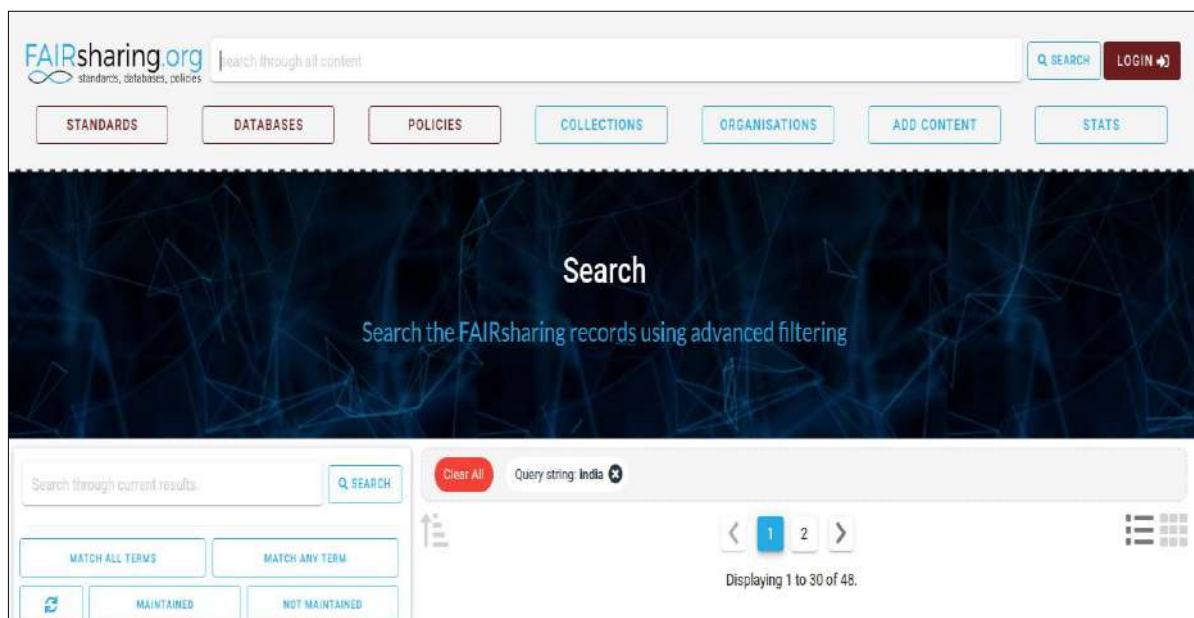 FAIRsharing.org
standards, databases, policies
search through all content
SEARCH
LOGIN
STANDARDS
DATABASES
POLICIES
COLLECTIONS
ORGANISATIONS
ADD CONTENT
STATS
Search
Search the FAIRsharing records using advanced filtering
Search through current results.
SEARCH
Clear All
Query string: india
MATCH ALL TERMS
MATCH ANY TERM
1 2
Displaying 1 to 30 of 48.
MAINTAINED
NOT MAINTAINED